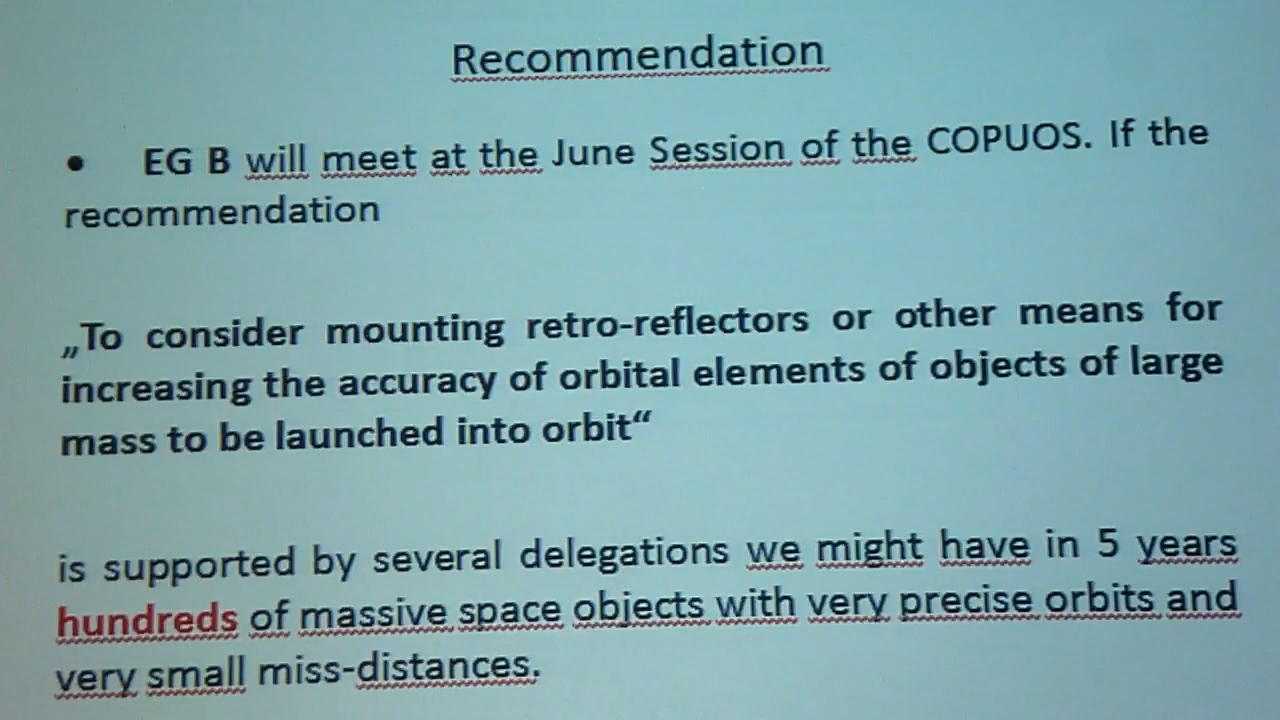 Recommendation
• EG B will meet at the June Session of the COPUOS. If the
recommendation
„To consider mounting retro-reflectors or other means for
increasing the accuracy of orbital elements of objects of large
mass to be launched into orbit“
is supported by several delegations we might have in 5 years
hundreds of massive space objects with very precise orbits and
very small miss-distances.